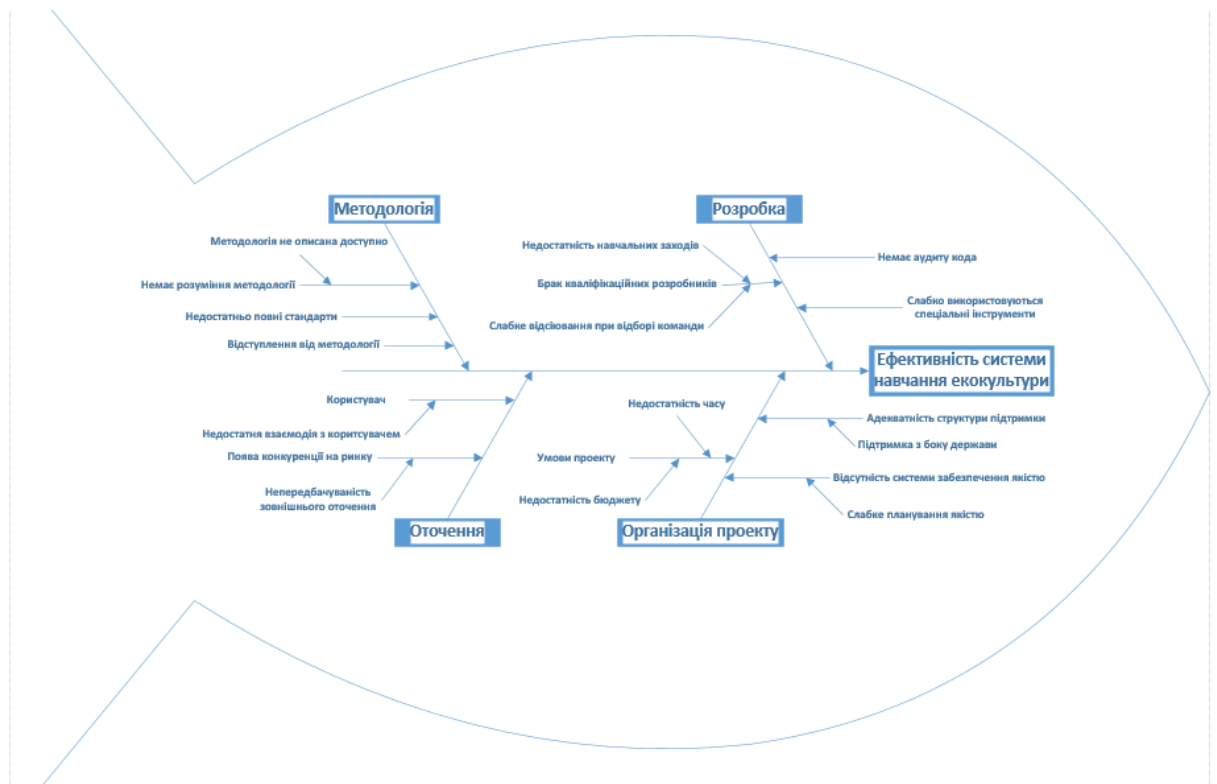 Методологія
Розробка
Методологія не описана доступно
Недостатність навчальних заходів
Немає аудиту кода
Немає розуміння методології
Брак кваліфікаційних розробників
Недостатньо повні стандарти
Слабке відсіювання при відборі команди
Слабко використовуються
спеціальні інструменти
Відступлення від методології
Ефективність системи
навчання екокультури
Користувач
Недостатність часу
Недостатня взаємодія з коритсувачем
Адекватність структури підтримки
Підтримка з боку держави
Поява конкуренції на ринку
Умови проекту
Відсутність системи забезпечення якістю
Непередбачуваність
зовнішнього оточення
Недостатність бюджету
Слабке планування якістю
Оточення
Організація проекту